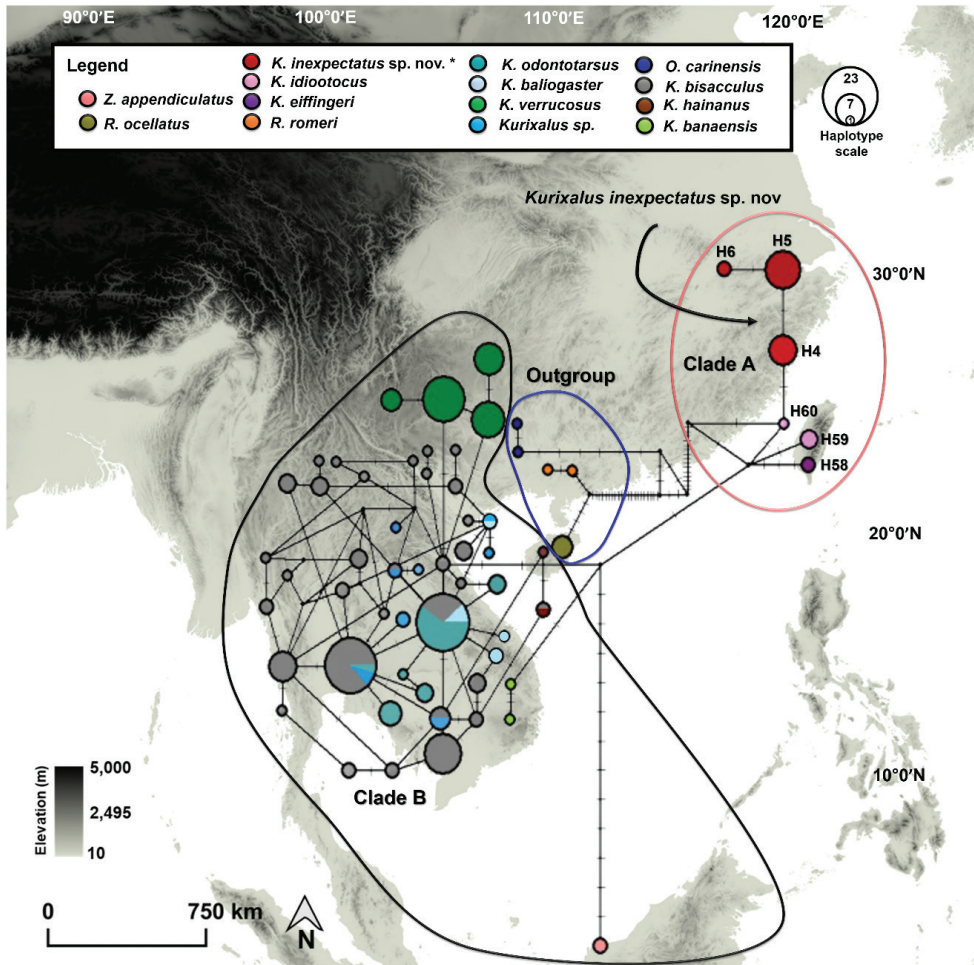 90°0′E
100°0′E
110°0′E
120°0′E
Legend
Z. appendiculatus
R. ocellatus
K. inexpectatus sp. nov. *
K. idiootocus
K. eiffingeri
R. romeri
K. odontotarsus
K. baliogaster
K. verrucosus
Kurixalus sp.
O. carinensis
K. bisacculus
K. hainanus
K. banaensis
23
7
1
Haplotype
scale
Kurixalus inexpectatus sp. nov
H6
H5
30°0′N
H4
Clade A
Outgroup
H60
H59
H58
20°0′N
10°0′N
Clade B
Elevation (m)
5,000
2,495
10
0
750 km
N